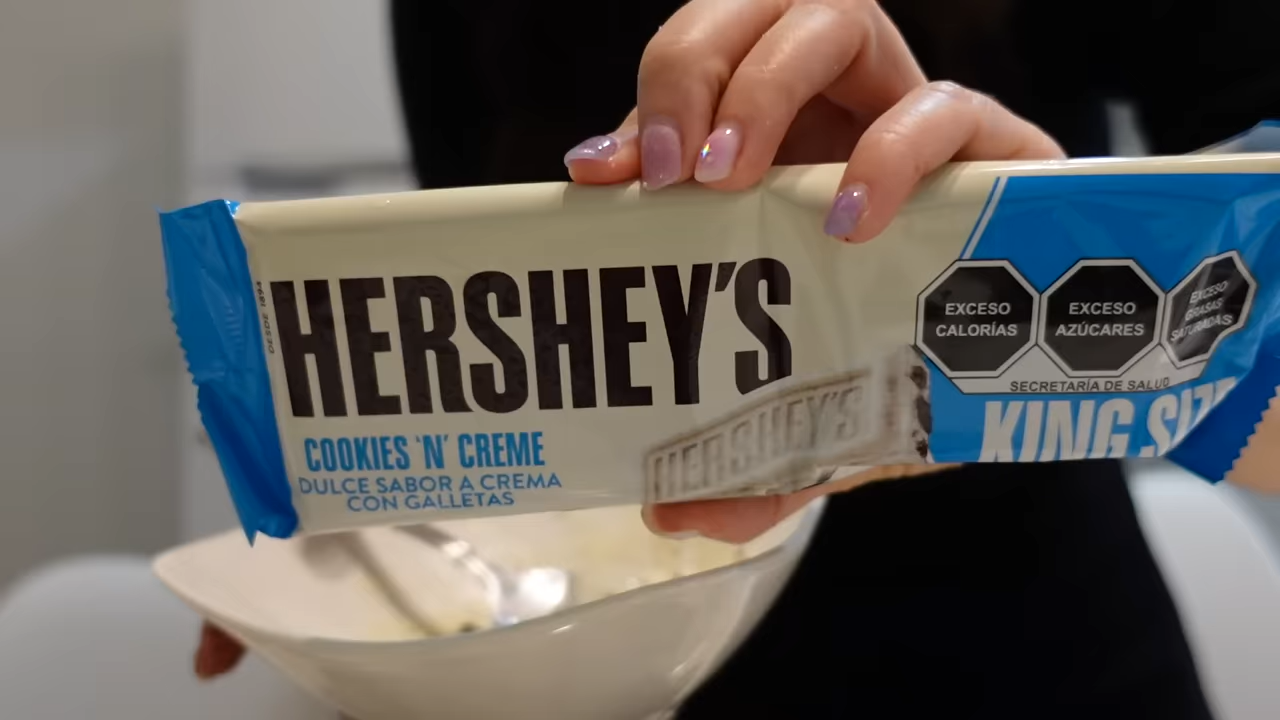 DESDE 1894
HERSHEY'S
COOKIES 'N' CREME
DULCE SABOR A CREMA
CON GALLETAS
HERSHEY'S
EXCESO
CALORÍAS
EXCESO
AZÚCARES
EXCESO
GRASAS
SATURADAS
SECRETARÍA DE SALUD
KING SIZE